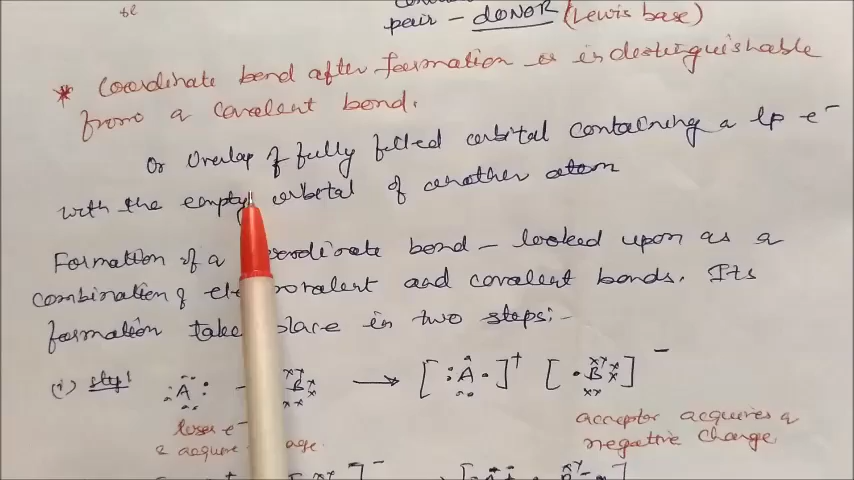 pair - DONOR (Lewis base)
* Coordinate bond after formation is indistinguishable
from a covalent bond.
Or Overlap of fully filled orbital containing a lp e⁻
with the empty orbital of another atom
Formation of a coordinate bond - looked upon as a
combination of electrovalent and covalent bonds. Its
formation takes place in two steps:-
(i) step1 :A: B → [:A·]⁺ [·B]⁻
loses e⁻ acceptor acquires a
& acquire negative charge